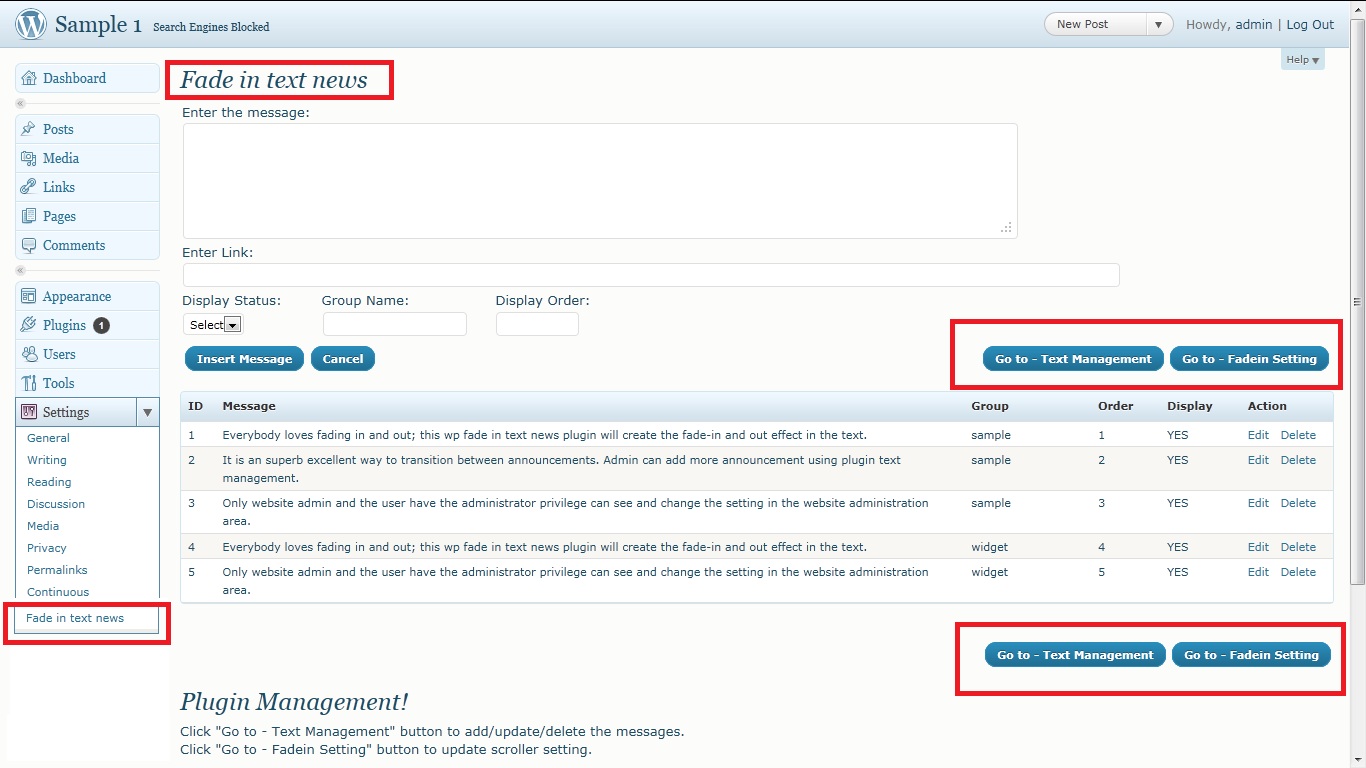 Sample 1 Search Engines Blocked
New Post
Howdy, admin | Log Out
Help
Dashboard
Posts
Media
Links
Pages
Comments
Appearance
Plugins 1
Users
Tools
Settings
General
Writing
Reading
Discussion
Media
Privacy
Permalinks
Continuous
Fade in text news
Fade in text news
Enter the message:
Enter Link:
Display Status: Group Name: Display Order:
Select
Insert Message Cancel
Go to - Text Management Go to - Fadein Setting
ID Message Group Order Display Action
1 Everybody loves fading in and out; this wp fade in text news plugin will create the fade-in and out effect in the text. sample 1 YES Edit Delete
2 It is an superb excellent way to transition between announcements. Admin can add more announcement using plugin text sample 2 YES Edit Delete
management.
3 Only website admin and the user have the administrator privilege can see and change the setting in the website administration sample 3 YES Edit Delete
area.
4 Everybody loves fading in and out; this wp fade in text news plugin will create the fade-in and out effect in the text. widget 4 YES Edit Delete
5 Only website admin and the user have the administrator privilege can see and change the setting in the website administration widget 5 YES Edit Delete
area.
Go to - Text Management Go to - Fadein Setting
Plugin Management!
Click "Go to - Text Management" button to add/update/delete the messages.
Click "Go to - Fadein Setting" button to update scroller setting.